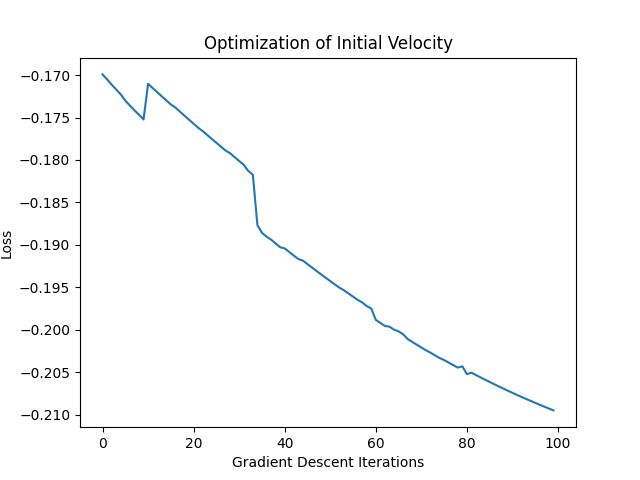 Optimization of Initial Velocity
−0.170
−0.175
−0.180
−0.185
−0.190
−0.195
−0.200
−0.205
−0.210
Loss
0 20 40 60 80 100
Gradient Descent Iterations